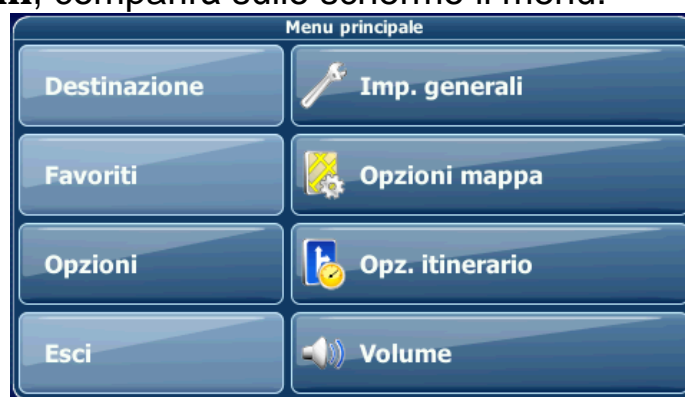 comparirà sullo schermo il menu:
Menu principale
Destinazione
Imp. generali
Favoriti
Opzioni mappa
Opzioni
Opz. itinerario
Esci
Volume